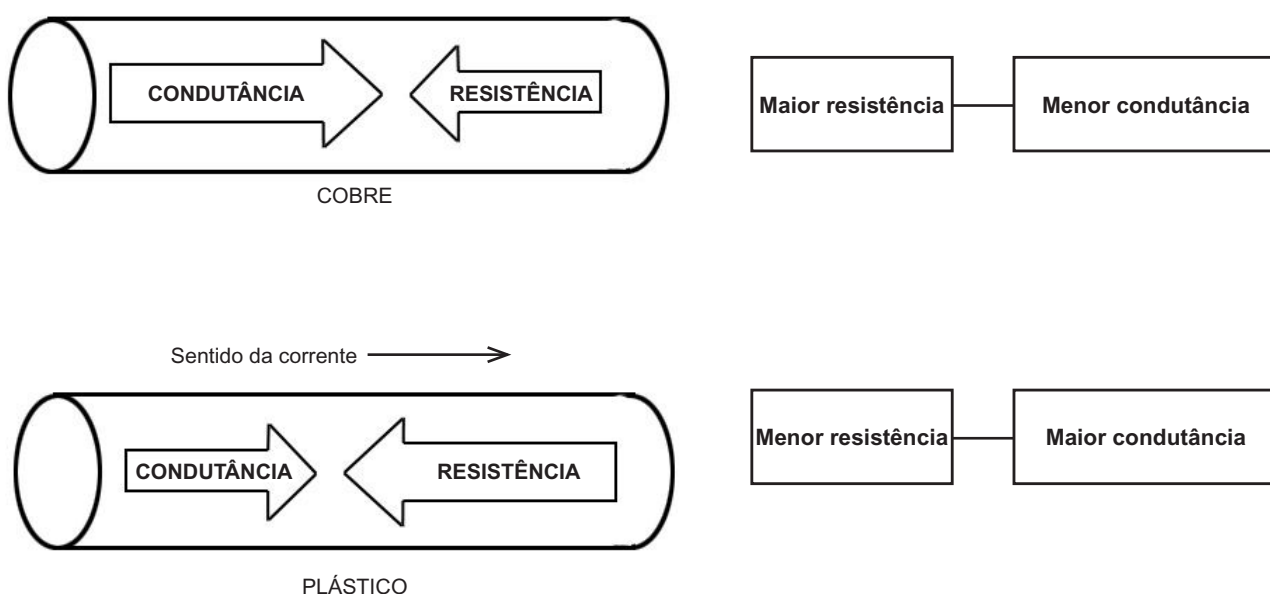 CONDUTÂNCIA
RESISTÊNCIA
COBRE
Maior resistência
Menor condutância
Sentido da corrente
CONDUTÂNCIA
RESISTÊNCIA
PLÁSTICO
Menor resistência
Maior condutância